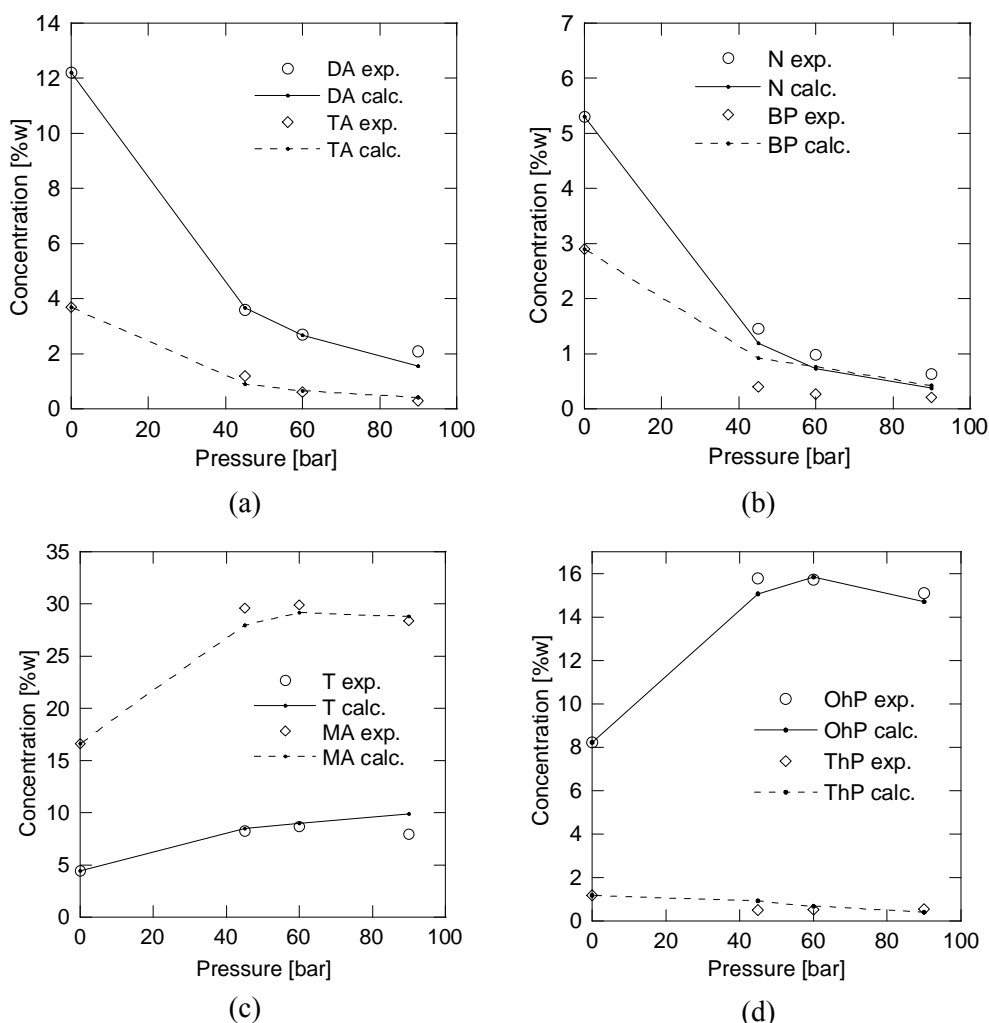 14
12
10
8
6
4
2
0
Concentration [%w]
DA exp.
DA calc.
TA exp.
TA calc.
0 20 40 60 80 100
Pressure [bar]
(a)
7
6
5
4
3
2
1
0
Concentration [%w]
N exp.
N calc.
BP exp.
BP calc.
0 20 40 60 80 100
Pressure [bar]
(b)
35
30
25
20
15
10
5
0
Concentration [%w]
T exp.
T calc.
MA exp.
MA calc.
0 20 40 60 80 100
Pressure [bar]
(c)
16
14
12
10
8
6
4
2
0
Concentration [%w]
OhP exp.
OhP calc.
ThP exp.
ThP calc.
0 20 40 60 80 100
Pressure [bar]
(d)